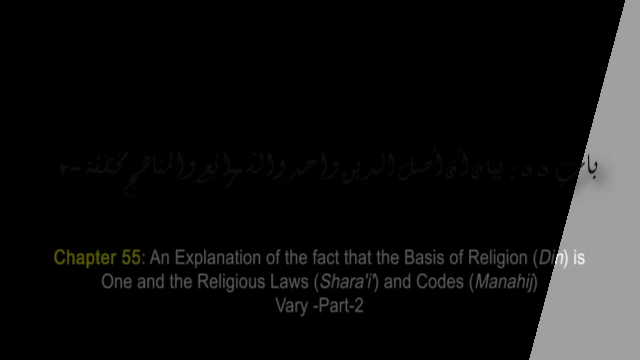 باب ٥٥: بيان أن أصل الدين واحد والشرائع والمناهج مختلفة -٢
Chapter 55: An Explanation of the fact that the Basis of Religion (Din) is
One and the Religious Laws (Shara'i') and Codes (Manahij)
Vary -Part-2